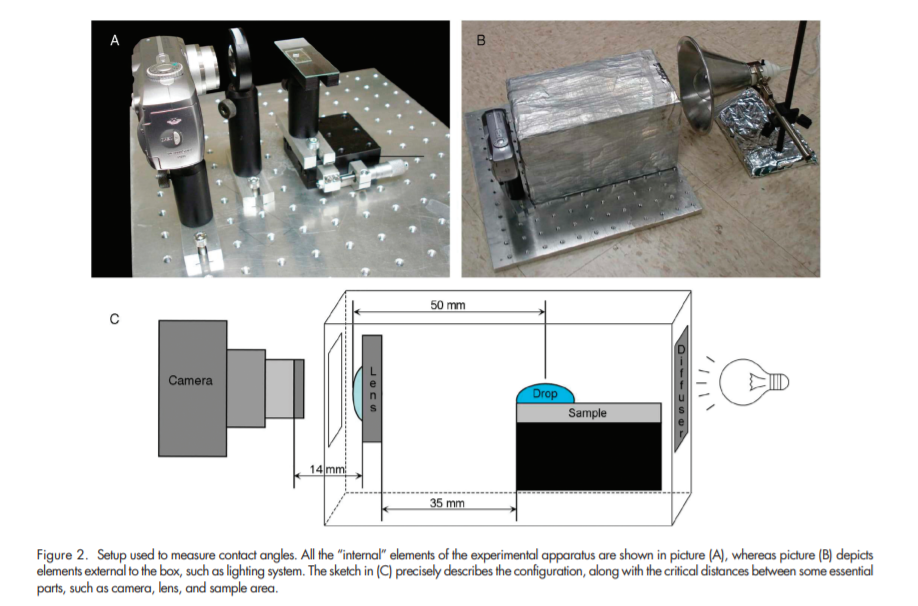 A
B
C
50 mm
Camera
Lens
Drop
Sample
Diffuser
14 mm
35 mm
Figure 2. Setup used to measure contact angles. All the “internal” elements of the experimental apparatus are shown in picture (A), whereas picture (B) depicts
elements external to the box, such as lighting system. The sketch in (C) precisely describes the configuration, along with the critical distances between some essential
parts, such as camera, lens, and sample area.